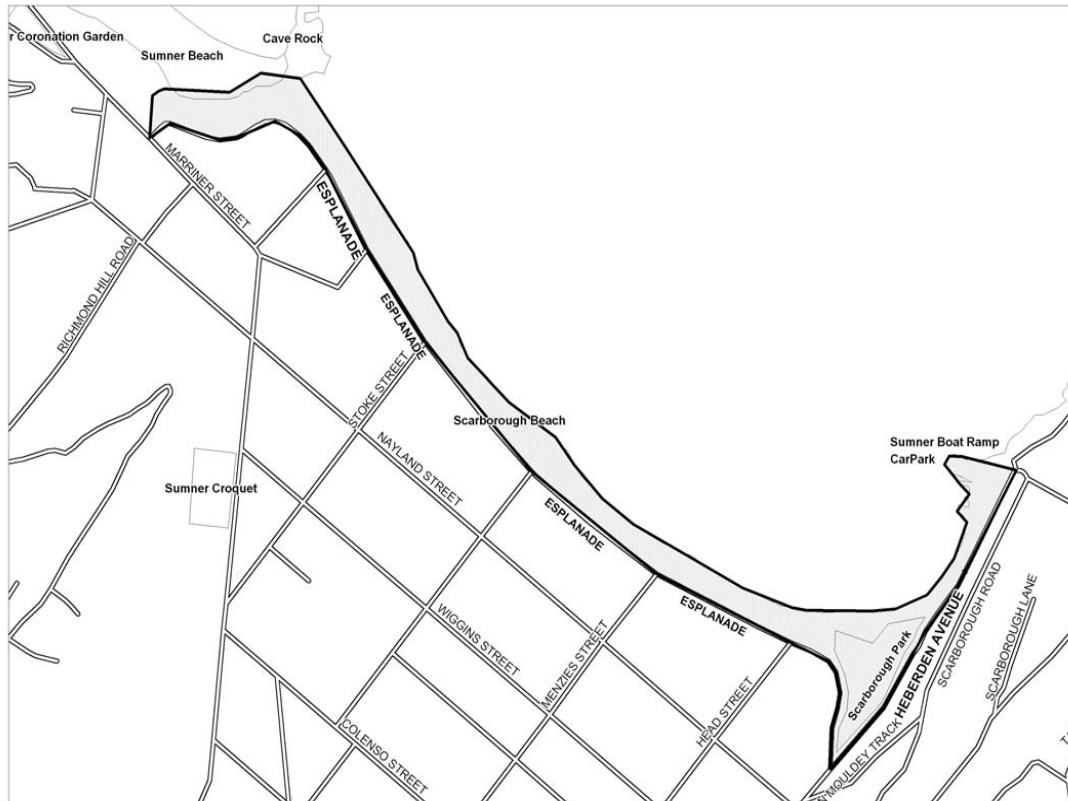 r Coronation Garden
Cave Rock
Sumner Beach
MARRINER STREET
ESPLANADE
RICHMOND HILL ROAD
ESPLANADE
STOKE STREET
Scarborough Beach
NAYLAND STREET
Sumner Boat Ramp
CarPark
Sumner Croquet
ESPLANADE
ESPLANADE
SCARBOROUGH ROAD
SCARBOROUGH LANE
HEBERDEN AVENUE
Scarborough Park
WIGGINS STREET
MENZIES STREET
HEAD STREET
COLENSO STREET
MOULDEY TRACK